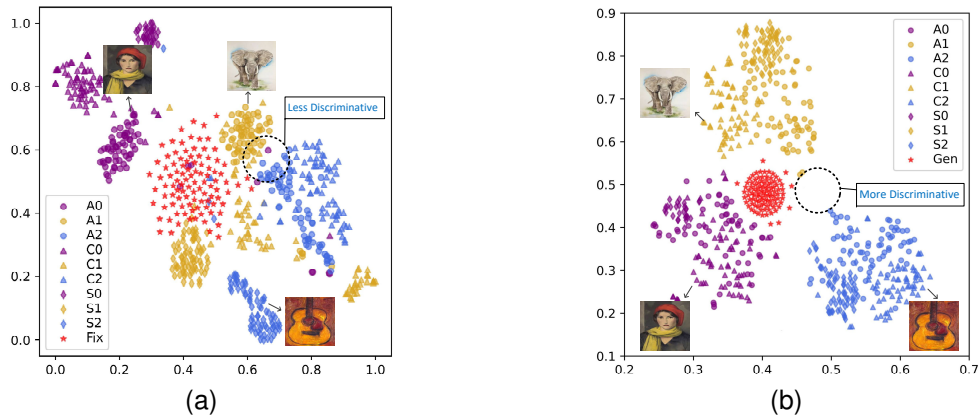 1.0
0.8
0.6
0.4
0.2
0.0
0.0 0.2 0.4 0.6 0.8 1.0
Less Discriminative
A0
A1
A2
C0
C1
C2
S0
S1
S2
Fix
(a)
0.9
0.8
0.7
0.6
0.5
0.4
0.3
0.2
0.1
0.2 0.3 0.4 0.5 0.6 0.7
A0
A1
A2
C0
C1
C2
S0
S1
S2
Gen
More Discriminative
(b)